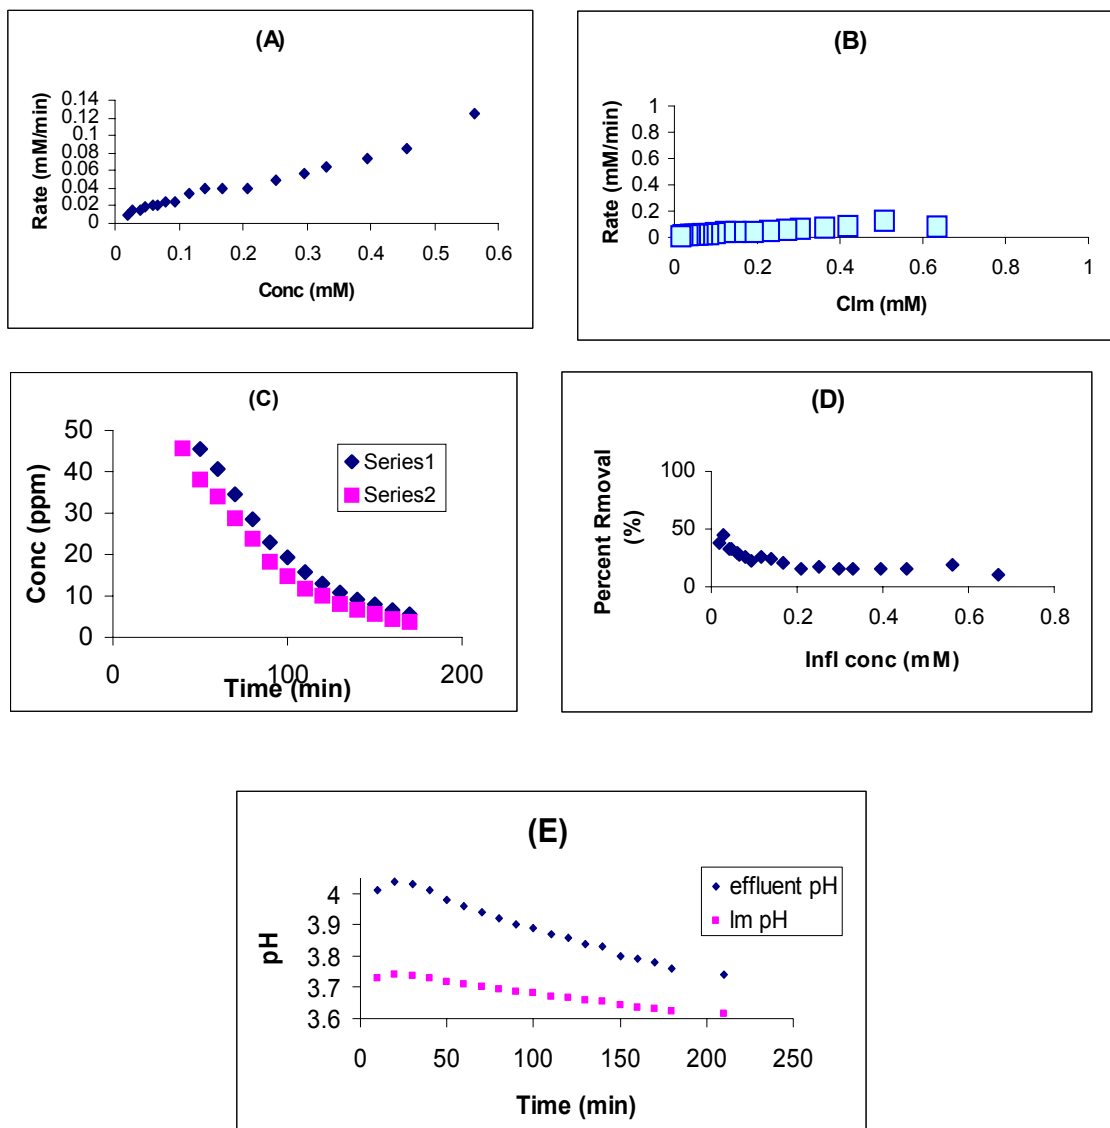 (A)
Rate (mM/min)
0.14
0.12
0.1
0.08
0.06
0.04
0.02
0
0 0.1 0.2 0.3 0.4 0.5 0.6
Conc (mM)
(B)
Rate (mM/min)
1
0.8
0.6
0.4
0.2
0
0 0.2 0.4 0.6 0.8 1
Clm (mM)
(C)
Conc (ppm)
50
40
30
20
10
0
Series1
Series2
0 100 200
Time (min)
(D)
Percent Rmoval
(%)
100
50
0
0 0.2 0.4 0.6 0.8
Infl conc (mM)
(E)
pH
4
3.9
3.8
3.7
3.6
effluent pH
lm pH
0 50 100 150 200 250
Time (min)